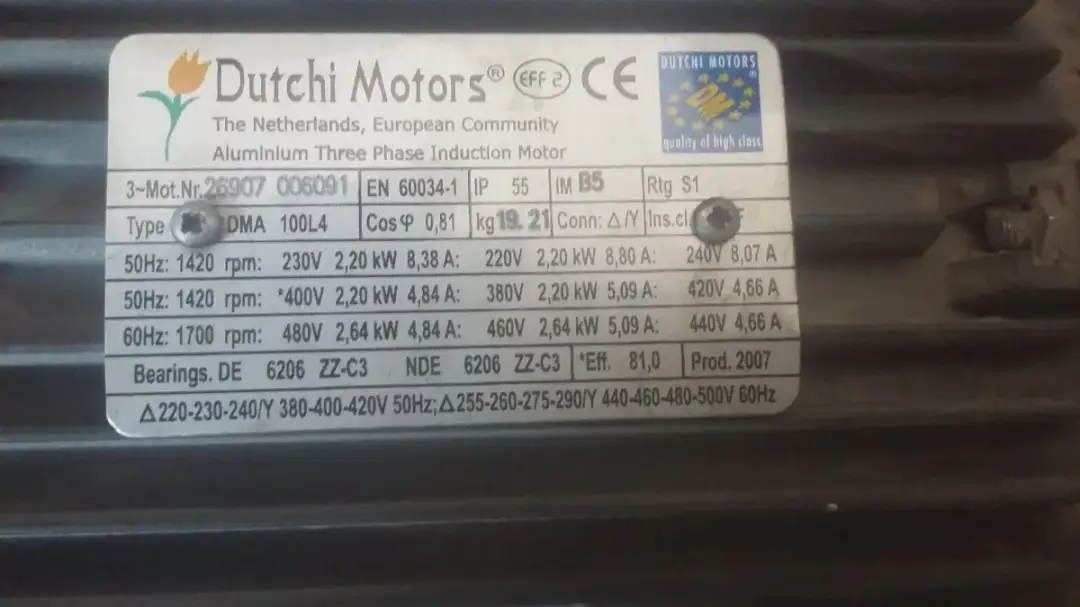 Dutchi Motors® EFF 2 CE
DUTCHI MOTORS®
DM
quality of high class
The Netherlands, European Community
Aluminium Three Phase Induction Motor
3~Mot.Nr. 26907 006091 EN 60034-1 IP 55 IM B5 Rtg S1
Type DMA 100L4 Cos φ 0,81 kg 19.21 Conn: Δ/Y Ins.cl F
50Hz: 1420 rpm: 230V 2,20 kW 8,38 A: 220V 2,20 kW 8,80 A: 240V 8,07 A
50Hz: 1420 rpm: *400V 2,20 kW 4,84 A: 380V 2,20 kW 5,09 A: 420V 4,66 A
60Hz: 1700 rpm: 480V 2,64 kW 4,84 A: 460V 2,64 kW 5,09 A: 440V 4,66 A
Bearings. DE 6206 ZZ-C3 NDE 6206 ZZ-C3 *Eff. 81,0 Prod. 2007
Δ220-230-240/Y 380-400-420V 50Hz;Δ255-260-275-290/Y 440-460-480-500V 60Hz